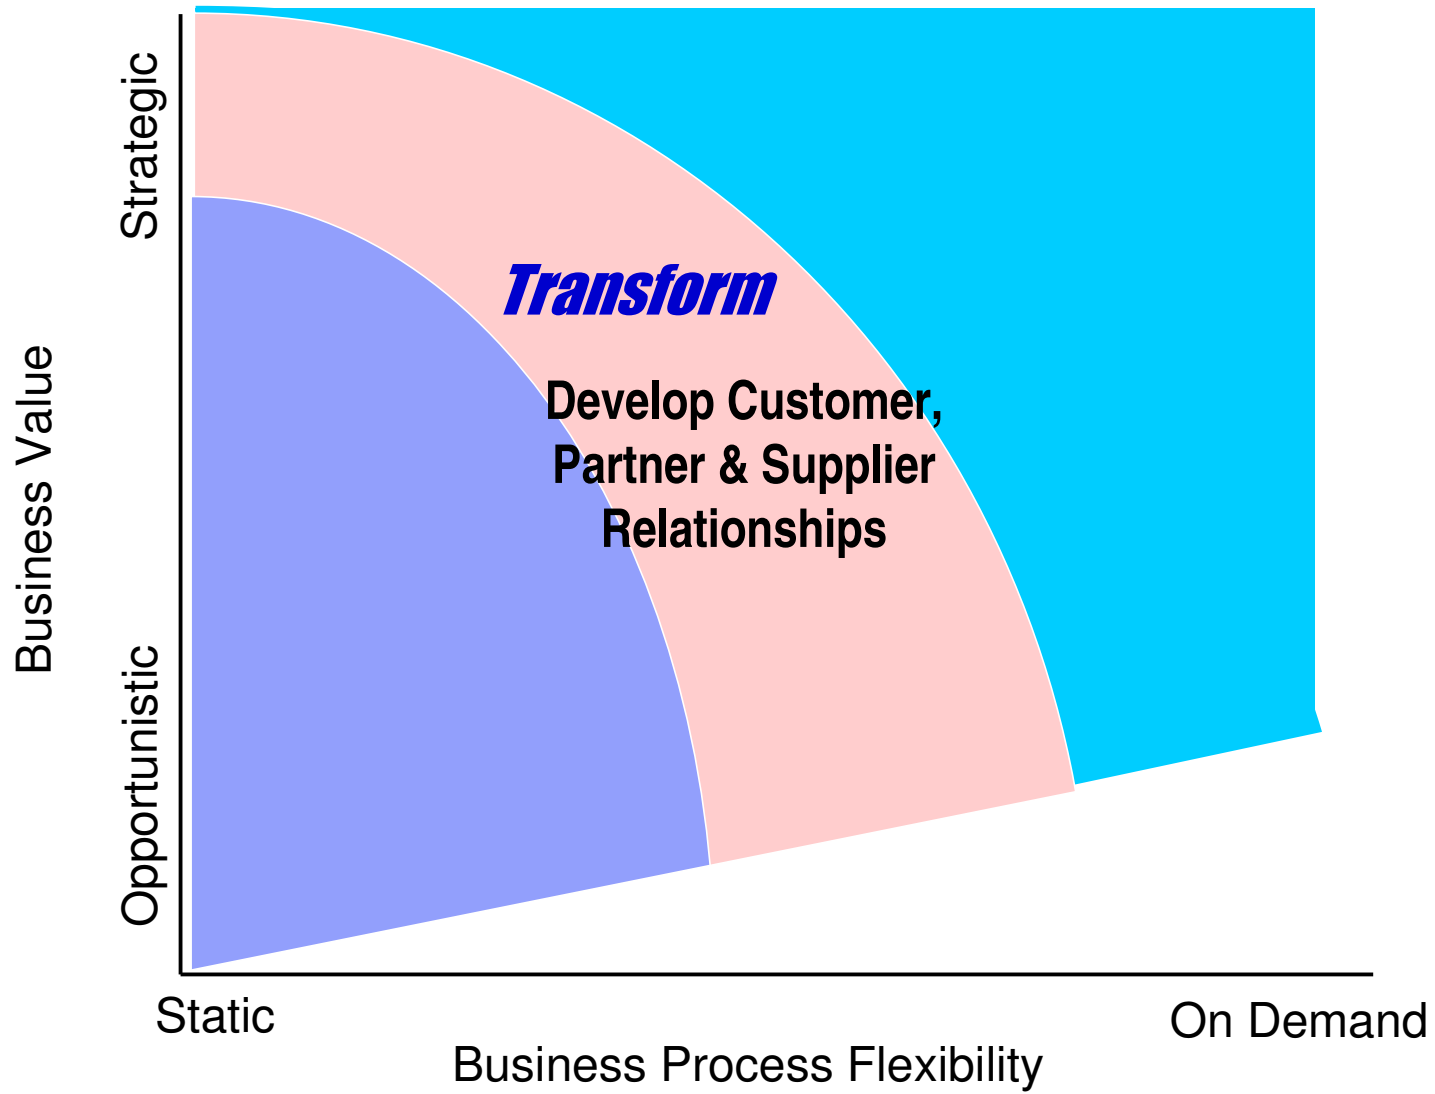 Strategic
Transform
Develop Customer,
Partner & Supplier
Relationships
Business Value
Opportunistic
Static
On Demand
Business Process Flexibility